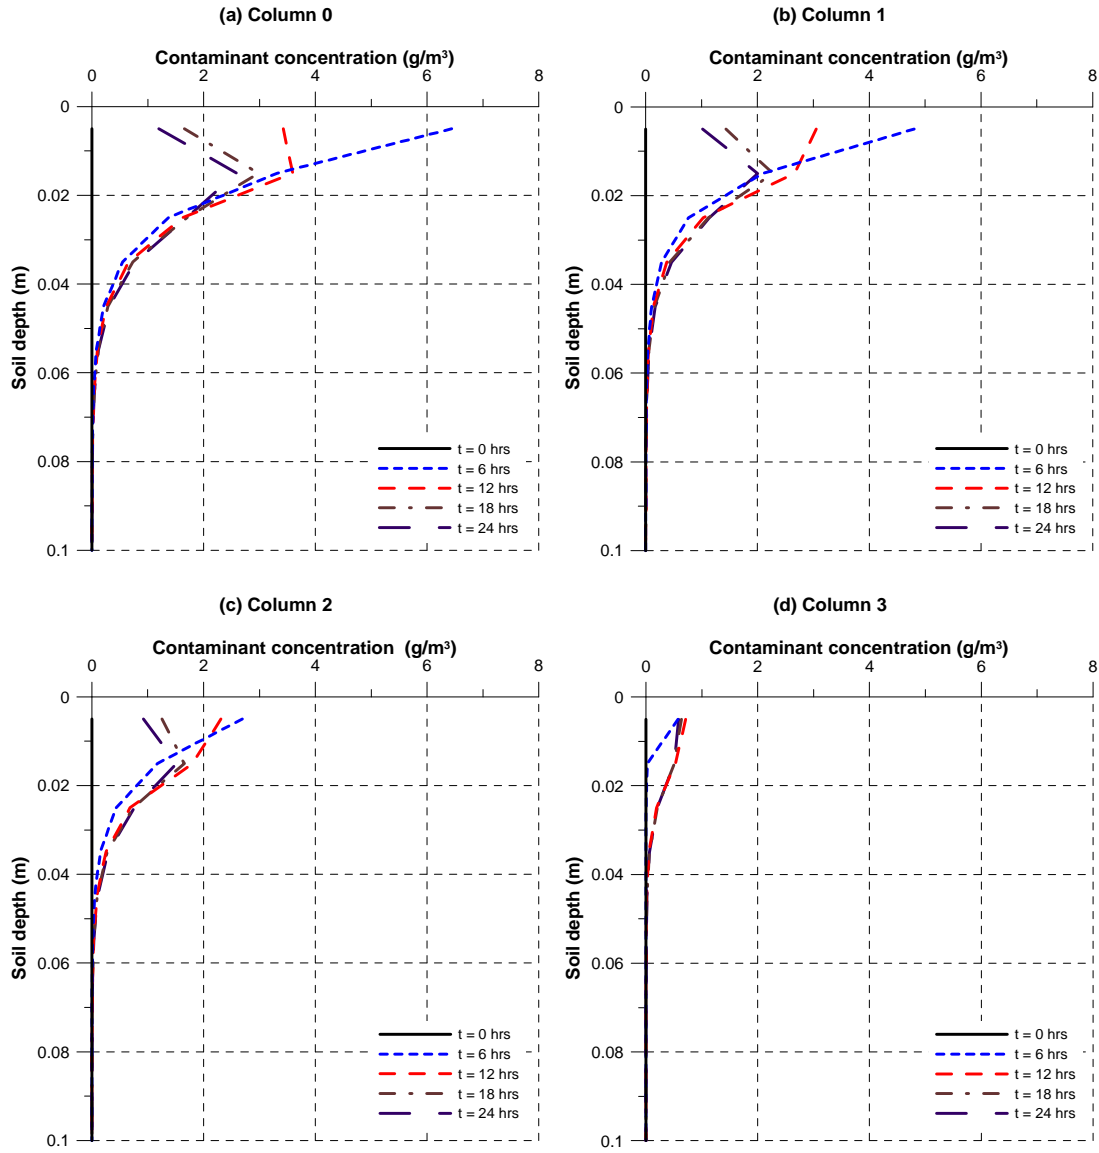 (a) Column 0
Contaminant concentration (g/m³)
0 2 4 6 8
0
0.02
0.04
0.06
0.08
0.1
Soil depth (m)
t = 0 hrs
t = 6 hrs
t = 12 hrs
t = 18 hrs
t = 24 hrs
(b) Column 1
Contaminant concentration (g/m³)
0 2 4 6 8
0
0.02
0.04
0.06
0.08
0.1
Soil depth (m)
t = 0 hrs
t = 6 hrs
t = 12 hrs
t = 18 hrs
t = 24 hrs
(c) Column 2
Contaminant concentration (g/m³)
0 2 4 6 8
0
0.02
0.04
0.06
0.08
0.1
Soil depth (m)
t = 0 hrs
t = 6 hrs
t = 12 hrs
t = 18 hrs
t = 24 hrs
(d) Column 3
Contaminant concentration (g/m³)
0 2 4 6 8
0
0.02
0.04
0.06
0.08
0.1
Soil depth (m)
t = 0 hrs
t = 6 hrs
t = 12 hrs
t = 18 hrs
t = 24 hrs